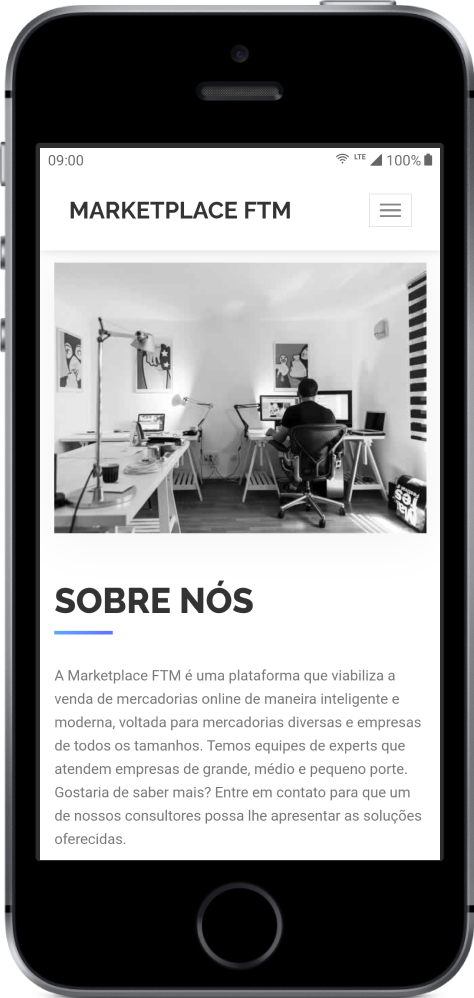 09:00 LTE 100%
MARKETPLACE FTM
SOBRE NÓS
A Marketplace FTM é uma plataforma que viabiliza a
venda de mercadorias online de maneira inteligente e
moderna, voltada para mercadorias diversas e empresas
de todos os tamanhos. Temos equipes de experts que
atendem empresas de grande, médio e pequeno porte.
Gostaria de saber mais? Entre em contato para que um
de nossos consultores possa lhe apresentar as soluções
oferecidas.